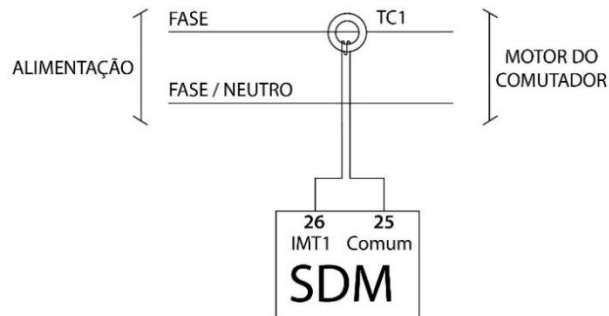 FASE
TC1
ALIMENTAÇÃO
MOTOR DO
COMUTADOR
FASE / NEUTRO
26 25
IMT1 Comum
SDM